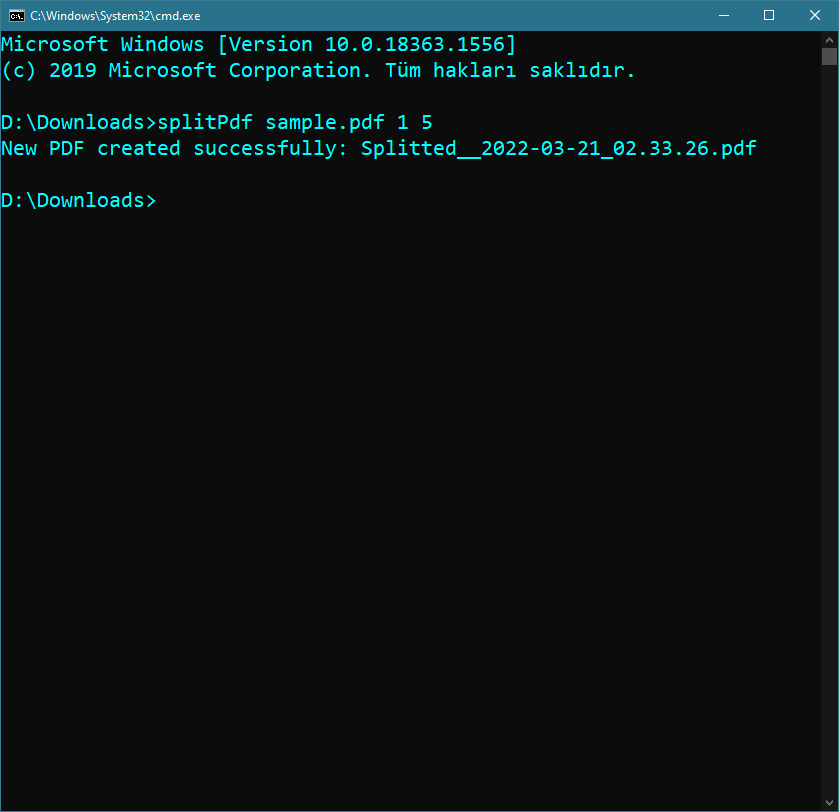 C:\Windows\System32\cmd.exe
Microsoft Windows [Version 10.0.18363.1556]
(c) 2019 Microsoft Corporation. Tüm hakları saklıdır.
D:\Downloads>splitPdf sample.pdf 1 5
New PDF created successfully: Splitted__2022-03-21_02.33.26.pdf
D:\Downloads>